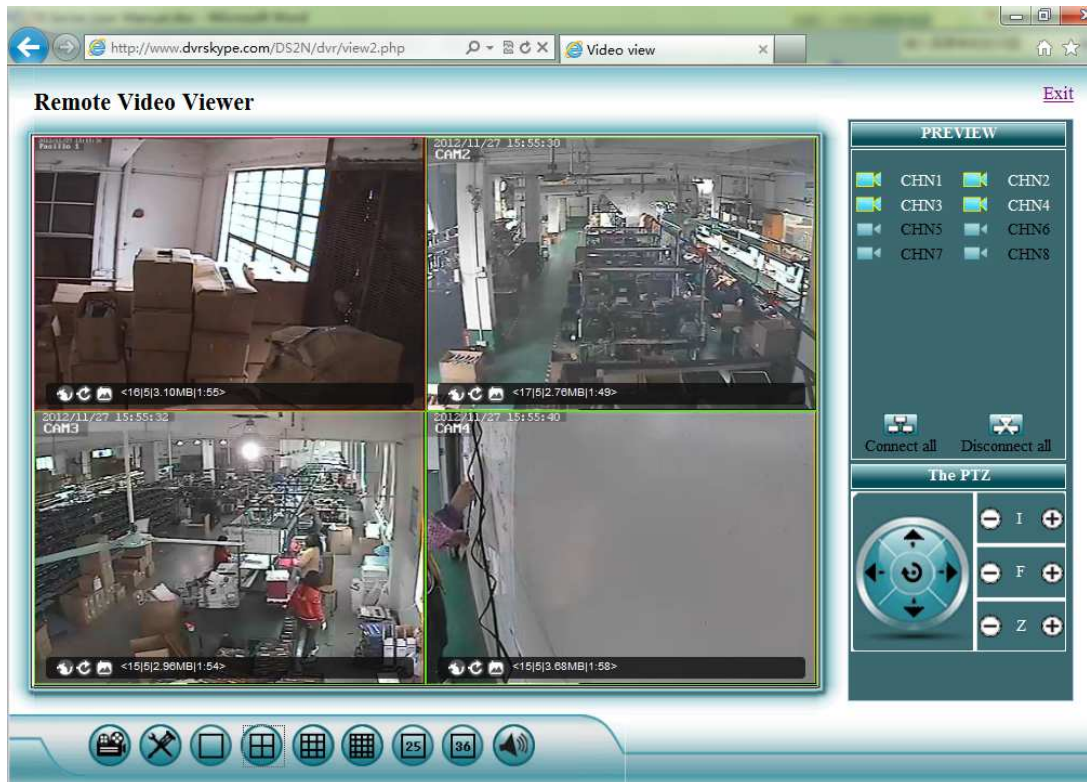 http://www.dvrskype.com/DS2N/dvr/view2.php
Video view
Remote Video Viewer
Exit
2012/11/27 15:55:30
CAM2
<16|5|3.10MB|1:55>
<17|5|2.76MB|1:49>
2012/11/27 15:55:32
CAM3
2012/11/27 15:55:40
CAM4
<15|5|2.96MB|1:54>
<15|5|3.68MB|1:58>
PREVIEW
CHN1 CHN2
CHN3 CHN4
CHN5 CHN6
CHN7 CHN8
Connect all Disconnect all
The PTZ
I
F
Z
25 36